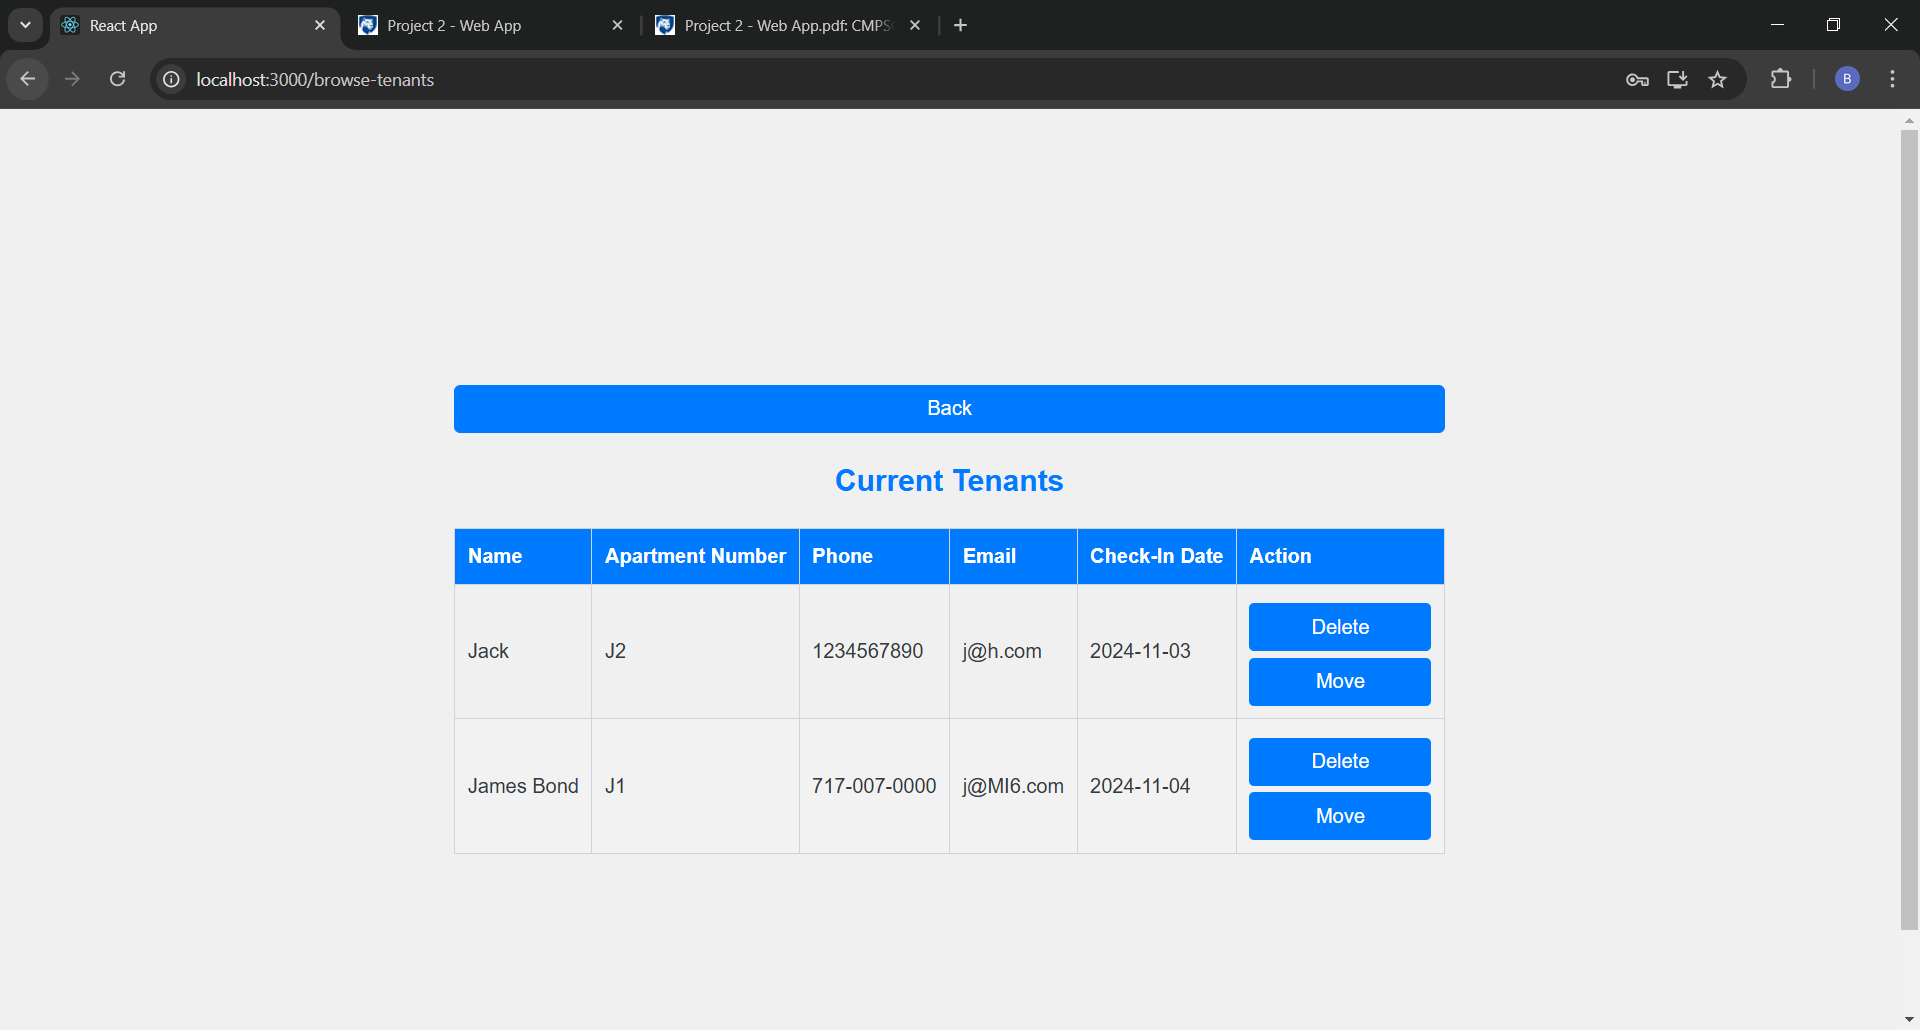 React App
Project 2 - Web App
Project 2 - Web App.pdf: CMPS
localhost:3000/browse-tenants
B
Back
Current Tenants
Name Apartment Number Phone Email Check-In Date Action
Jack J2 1234567890 j@h.com 2024-11-03
Delete
Move
James Bond J1 717-007-0000 j@MI6.com 2024-11-04
Delete
Move